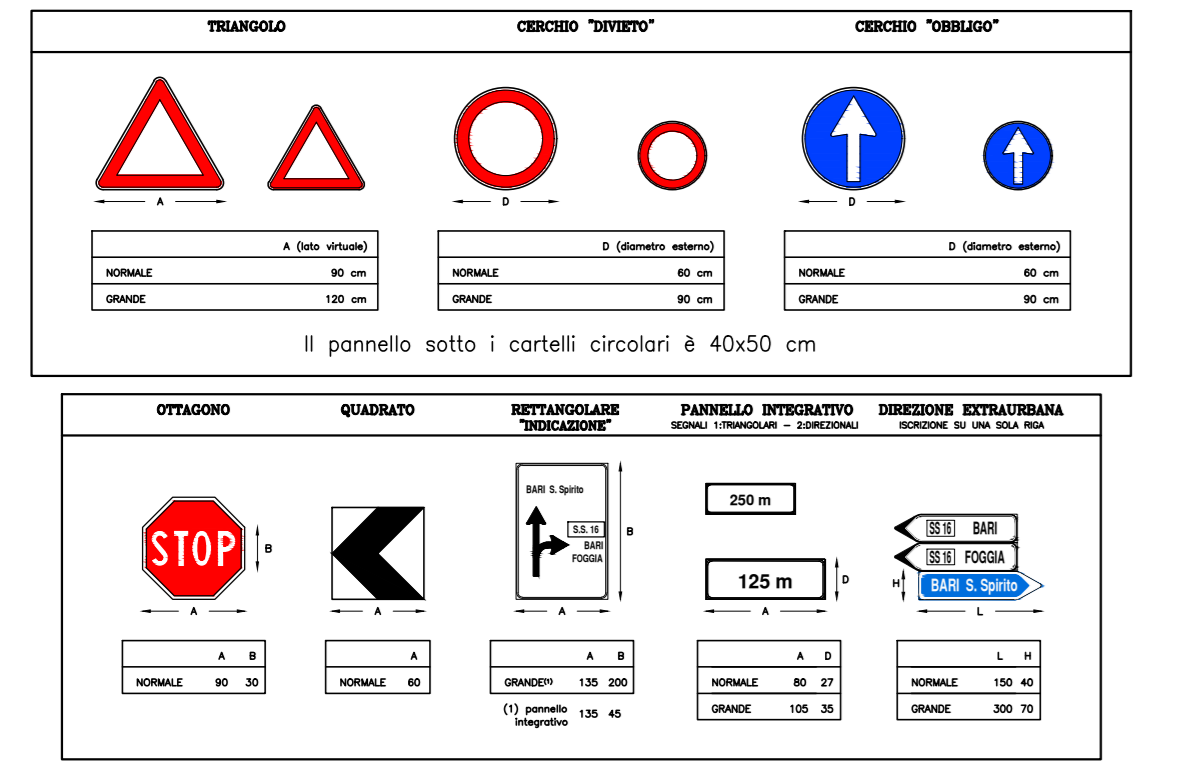 TRIANGOLO
CERCHIO "DIVIETO"
CERCHIO "OBBLIGO"
A
D
D
A (lato virtuale)
NORMALE 90 cm
GRANDE 120 cm
D (diametro esterno)
NORMALE 60 cm
GRANDE 90 cm
D (diametro esterno)
NORMALE 60 cm
GRANDE 90 cm
Il pannello sotto i cartelli circolari è 40x50 cm
OTTAGONO
QUADRATO
RETTANGOLARE
"INDICAZIONE"
PANNELLO INTEGRATIVO
SEGNALI 1:TRIANGOLARI – 2:DIREZIONALI
DIREZIONE EXTRAURBANA
ISCRIZIONE SU UNA SOLA RIGA
STOP
B
A
A
BARI S. Spirito
S.S. 16
BARI
FOGGIA
B
A
250 m
125 m
D
A
SS 16 BARI
SS 16 FOGGIA
BARI S. Spirito
H
L
A B
NORMALE 90 30
A
NORMALE 60
A B
GRANDE(1) 135 200
(1) pannello
integrativo 135 45
A D
NORMALE 80 27
GRANDE 105 35
L H
NORMALE 150 40
GRANDE 300 70